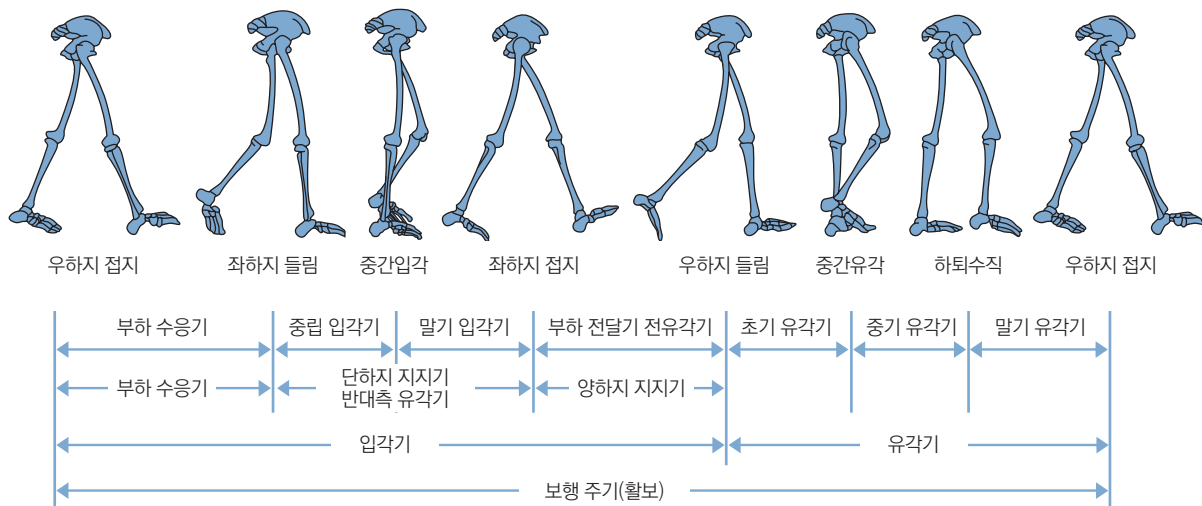 우하지 접지
좌하지 들림
중간입각
좌하지 접지
우하지 들림
중간유각
하퇴수직
우하지 접지
부하 수응기
중립 입각기
말기 입각기
부하 전달기 전유각기
초기 유각기
중기 유각기
말기 유각기
부하 수응기
단하지 지지기
반대측 유각기
양하지 지지기
입각기
유각기
보행 주기(활보)